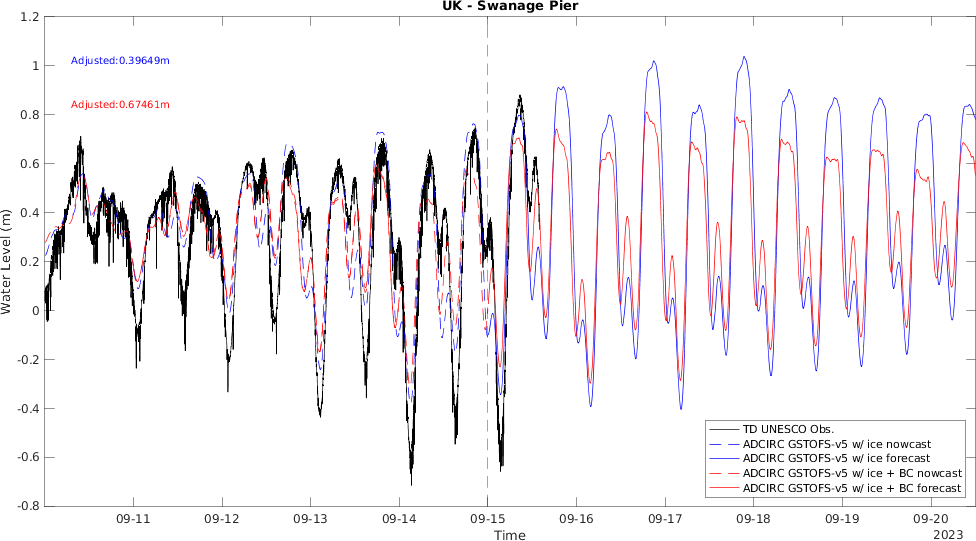 UK - Swanage Pier
1.2
1
0.8
0.6
0.4
0.2
0
-0.2
-0.4
-0.6
-0.8
Water Level (m)
Adjusted:0.39649m
Adjusted:0.67461m
TD UNESCO Obs.
ADCIRC GSTOFS-v5 w/ ice nowcast
ADCIRC GSTOFS-v5 w/ ice forecast
ADCIRC GSTOFS-v5 w/ ice + BC nowcast
ADCIRC GSTOFS-v5 w/ ice + BC forecast
09-11 09-12 09-13 09-14 09-15 09-16 09-17 09-18 09-19 09-20
Time
2023